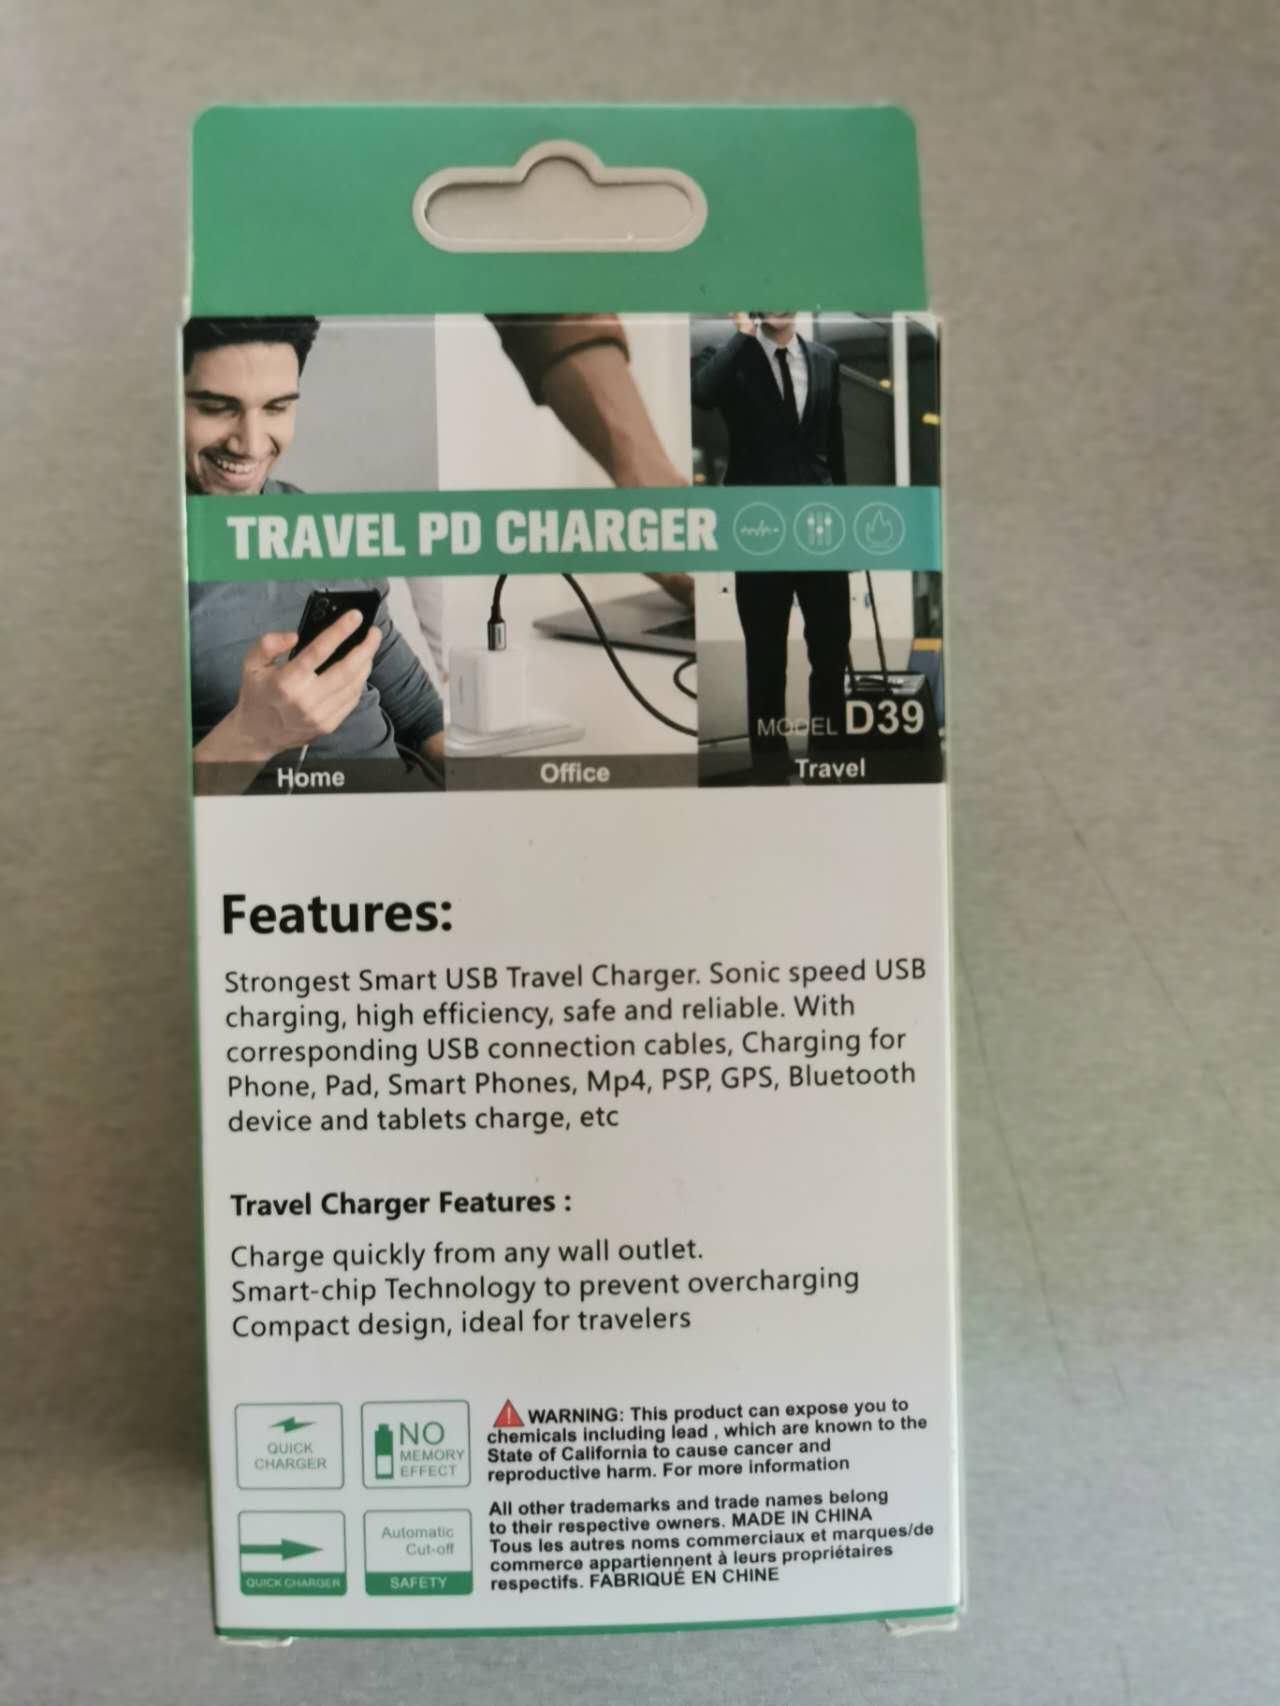 TRAVEL PD CHARGER
MODEL D39
Home
Office
Travel
Features:
Strongest Smart USB Travel Charger. Sonic speed USB
charging, high efficiency, safe and reliable. With
corresponding USB connection cables, Charging for
Phone, Pad, Smart Phones, Mp4, PSP, GPS, Bluetooth
device and tablets charge, etc
Travel Charger Features :
Charge quickly from any wall outlet.
Smart-chip Technology to prevent overcharging
Compact design, ideal for travelers
QUICK
CHARGER
NO
MEMORY
EFFECT
QUICK CHARGER
Automatic
Cut-off
SAFETY
WARNING: This product can expose you to
chemicals including lead , which are known to the
State of California to cause cancer and
reproductive harm. For more information
All other trademarks and trade names belong
to their respective owners. MADE IN CHINA
Tous les autres noms commerciaux et marques/de
commerce appartiennent à leurs propriétaires
respectifs. FABRIQUÉ EN CHINE